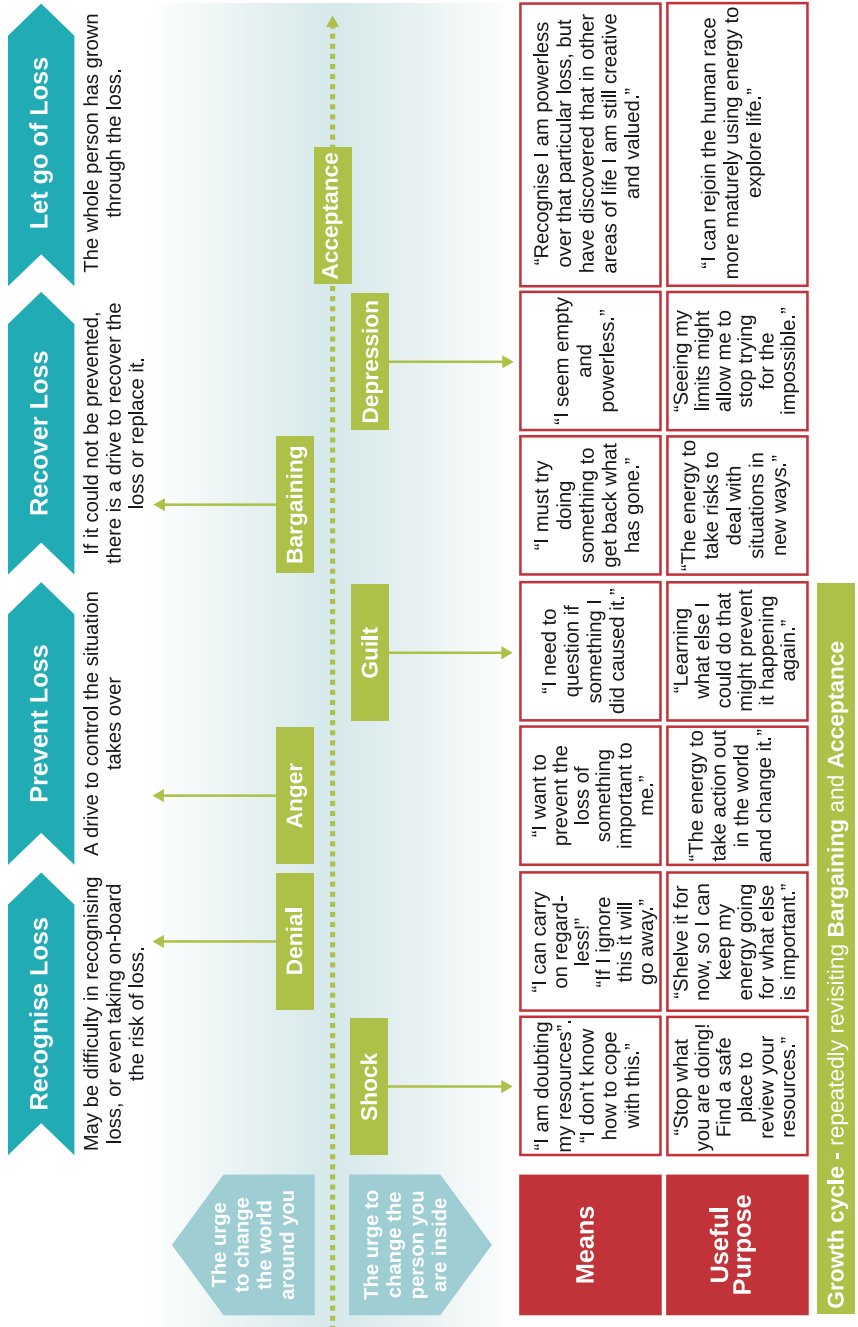 Recognise Loss
May be difficulty in recognising
loss, or even taking on-board
the risk of loss.
Prevent Loss
A drive to control the situation
takes over
Recover Loss
If it could not be prevented,
there is a drive to recover the
loss or replace it.
Let go of Loss
The whole person has grown
through the loss.
The urge
to change
the world
around you
The urge to
change the
person you
are inside
Shock
Denial
Anger
Guilt
Bargaining
Depression
Acceptance
Means
“I am doubting
my resources”.
“I don’t know
how to cope
with this.”
“I can carry
on regard-
less!”
“If I ignore
this it will
go away.”
“I want to
prevent the
loss of
something
important to
me.”
“I need to
question if
something I
did caused it.”
“I must try
doing
something to
get back what
has gone.”
“I seem empty
and
powerless.”
“Recognise I am powerless
over that particular loss, but
have discovered that in other
areas of life I am still creative
and valued.”
Useful
Purpose
“Stop what
you are doing!
Find a safe
place to
review your
resources.”
“Shelve it for
now, so I can
keep my
energy going
for what else
is important.”
“The energy to
take action out
in the world
and change it.”
“Learning
what else I
could do that
might prevent
it happening
again.”
“The energy to
take risks to
deal with
situations in
new ways.”
“Seeing my
limits might
allow me to
stop trying
for the
impossible.”
“I can rejoin the human race
more maturely using energy to
explore life.”
Growth cycle - repeatedly revisiting Bargaining and Acceptance